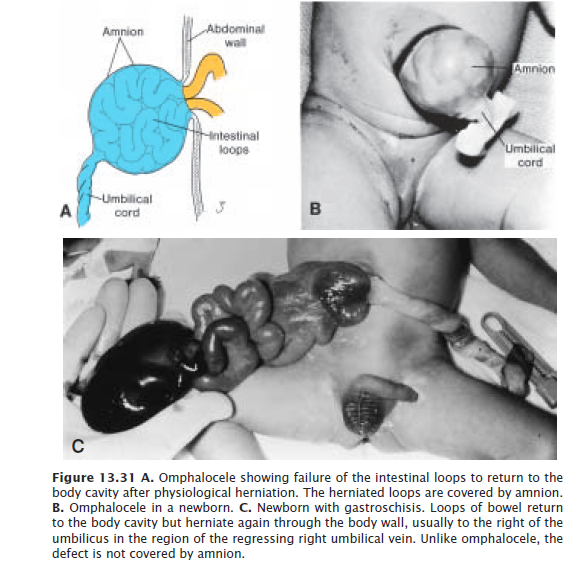 Amnion
Abdominal
wall
Intestinal
loops
Umbilical
cord
A
Amnion
Umbilical
cord
B
C
Figure 13.31 A. Omphalocele showing failure of the intestinal loops to return to the
body cavity after physiological herniation. The herniated loops are covered by amnion.
B. Omphalocele in a newborn. C. Newborn with gastroschisis. Loops of bowel return
to the body cavity but herniate again through the body wall, usually to the right of the
umbilicus in the region of the regressing right umbilical vein. Unlike omphalocele, the
defect is not covered by amnion.